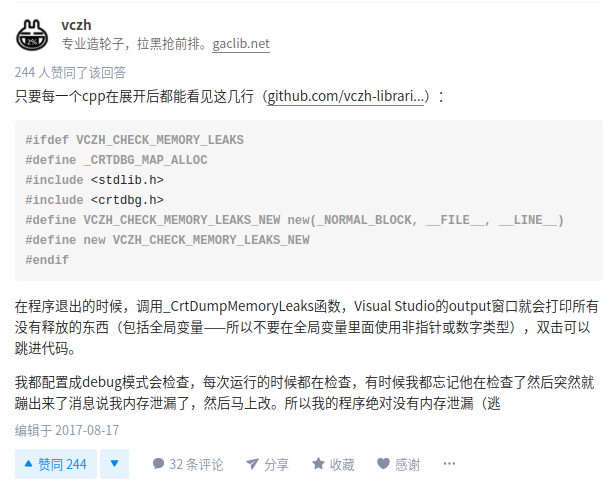 vczh
专业造轮子，拉黑抢前排。gaclib.net
244 人赞同了该回答
只要每一个cpp在展开后都能看见这几行（github.com/vczh-librari...）：
#ifdef VCZH_CHECK_MEMORY_LEAKS
#define _CRTDBG_MAP_ALLOC
#include <stdlib.h>
#include <crtdbg.h>
#define VCZH_CHECK_MEMORY_LEAKS_NEW new(_NORMAL_BLOCK, __FILE__, __LINE__)
#define new VCZH_CHECK_MEMORY_LEAKS_NEW
#endif
在程序退出的时候，调用_CrtDumpMemoryLeaks函数，Visual Studio的output窗口就会打印所有
没有释放的东西（包括全局变量——所以不要在全局变量里面使用非指针或数字类型），双击可以
跳进代码。
我都配置成debug模式会检查，每次运行的时候都在检查，有时候我都忘记他在检查了然后突然就
蹦出来了消息说我内存泄漏了，然后马上改。所以我的程序绝对没有内存泄漏（逃
编辑于 2017-08-17
赞同 244 32 条评论 分享 收藏 感谢